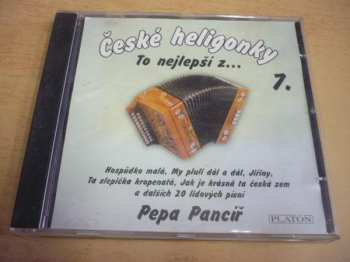 České heligonky
To nejlepší z...
7.
Hospůdko malá, My pluli dál a dál, Jiřiny,
Ta slepička kropenatá, Jak je krásná ta česká zem
a dalších 20 lidových písní
Pepa Pancíř
PLATON